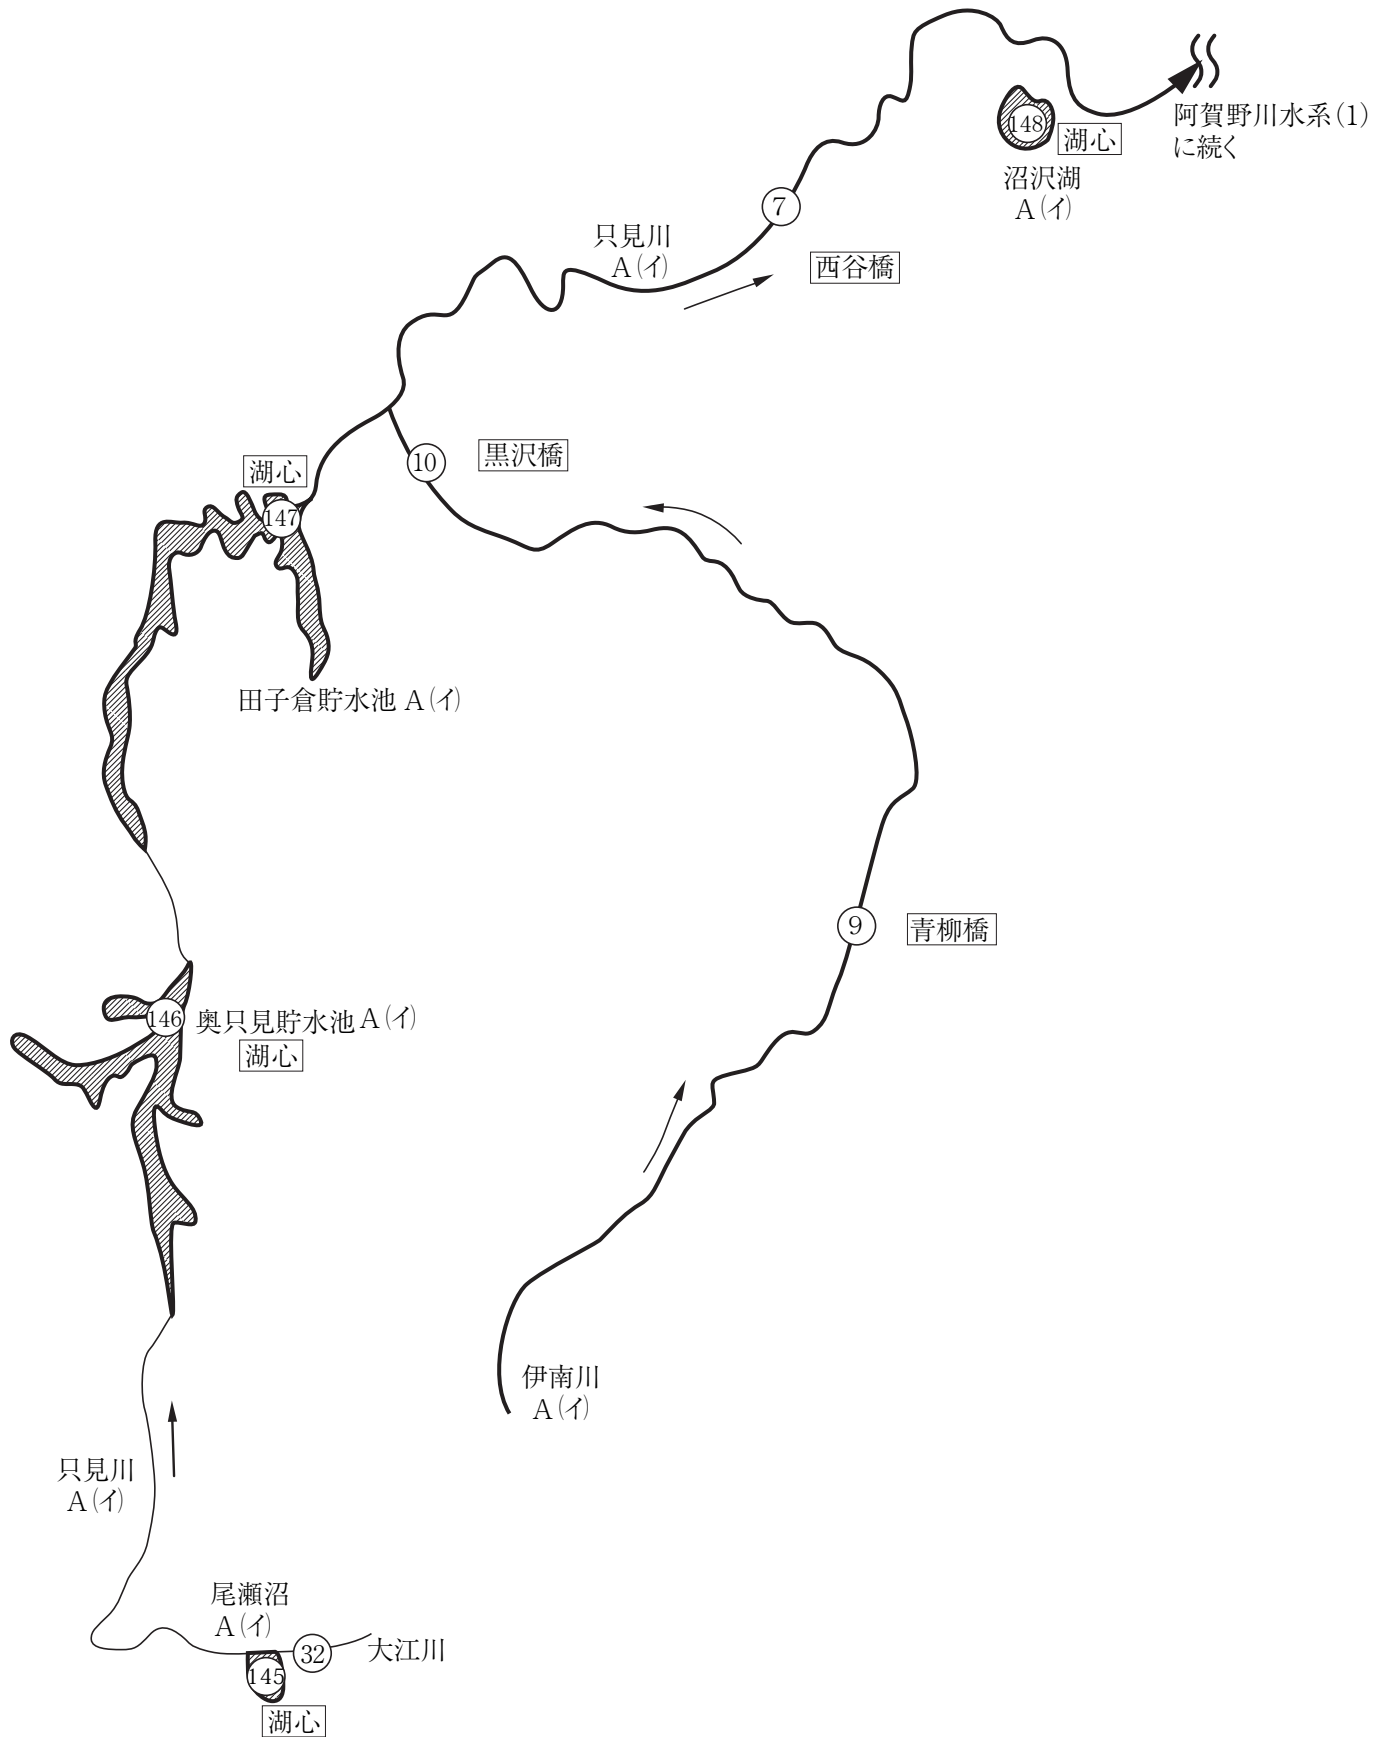 阿賀野川水系(1)
に続く
148
湖心
沼沢湖
A(イ)
7
只見川
A(イ)
西谷橋
10
黒沢橋
湖心
147
田子倉貯水池 A(イ)
9
青柳橋
146
奥只見貯水池 A(イ)
湖心
伊南川
A(イ)
只見川
A(イ)
尾瀬沼
A(イ)
32
大江川
145
湖心